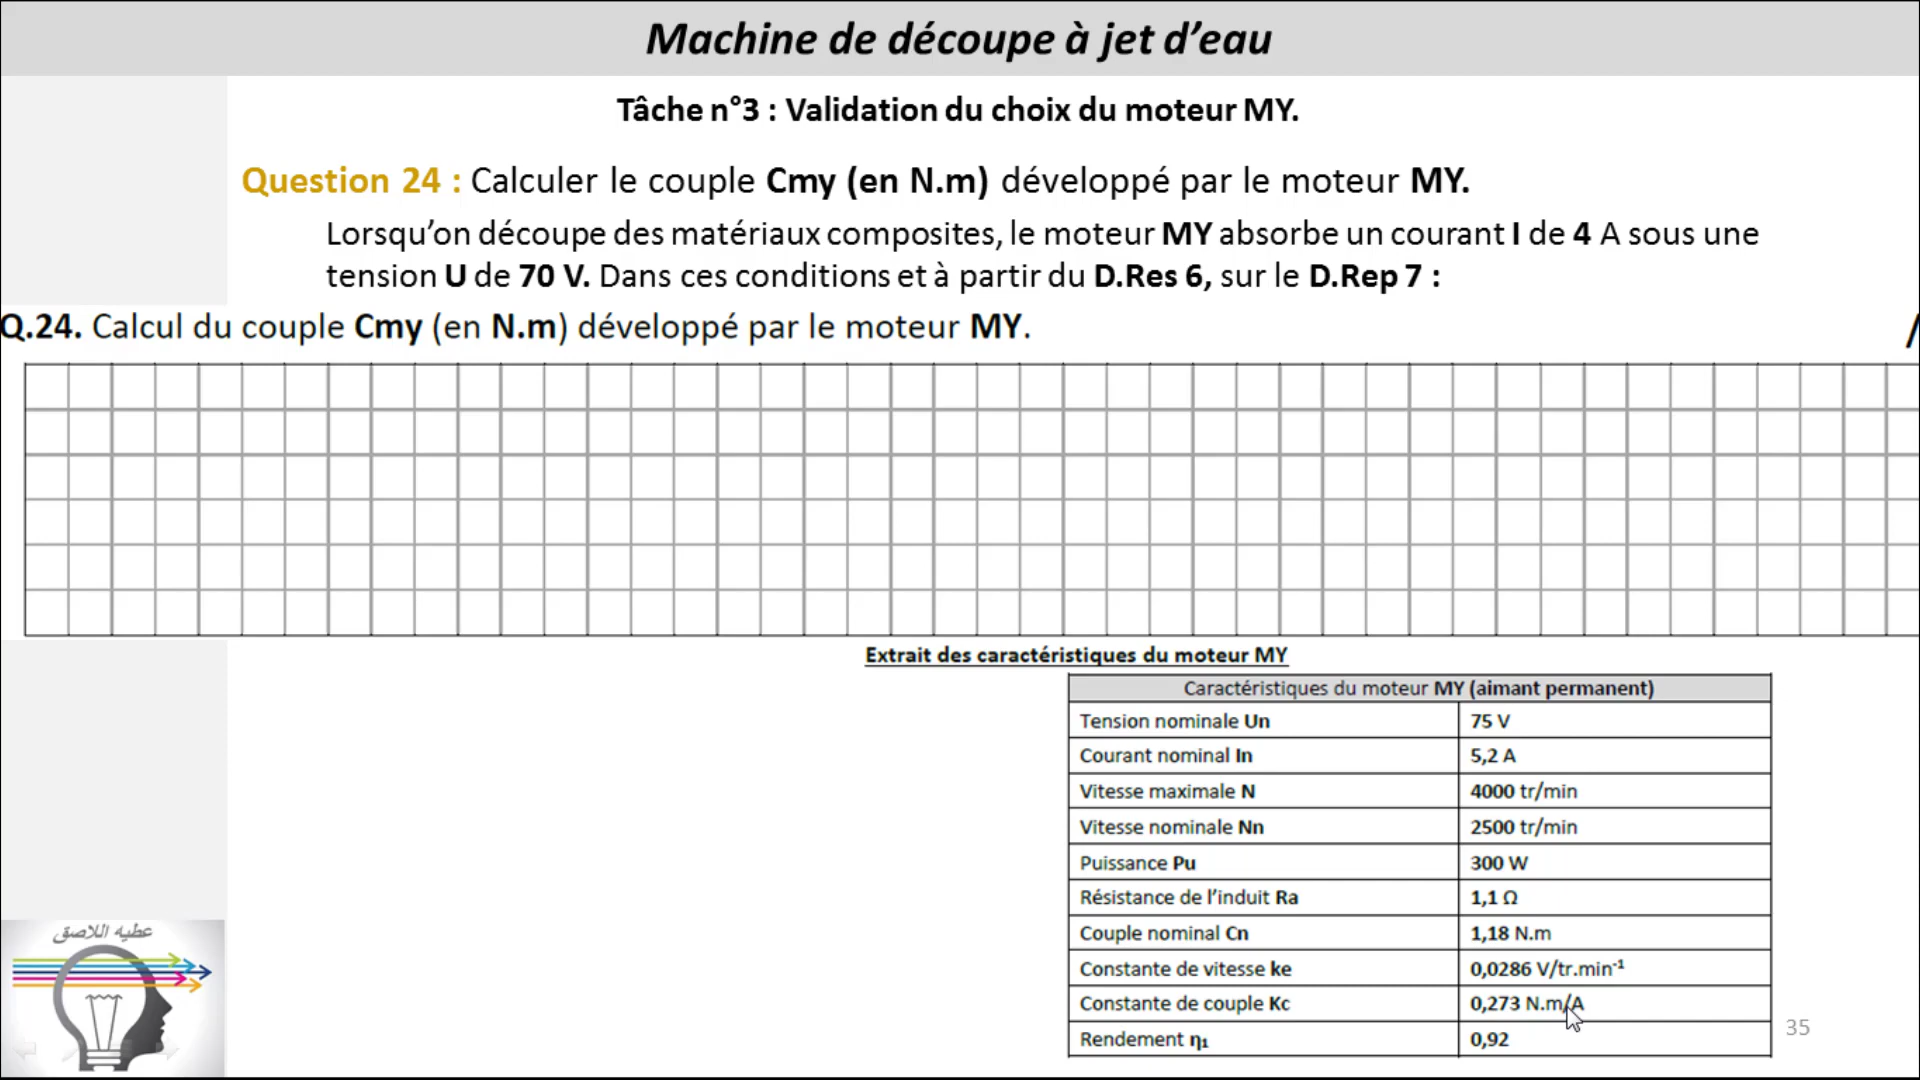 Machine de découpe à jet d’eau
Tâche n°3 : Validation du choix du moteur MY.
Question 24 : Calculer le couple Cmy (en N.m) développé par le moteur MY.
Lorsqu’on découpe des matériaux composites, le moteur MY absorbe un courant I de 4 A sous une
tension U de 70 V. Dans ces conditions et à partir du D.Res 6, sur le D.Rep 7 :
Q.24. Calcul du couple Cmy (en N.m) développé par le moteur MY. /
Extrait des caractéristiques du moteur MY
Caractéristiques du moteur MY (aimant permanent)
Tension nominale Un 75 V
Courant nominal In 5,2 A
Vitesse maximale N 4000 tr/min
Vitesse nominale Nn 2500 tr/min
Puissance Pu 300 W
Résistance de l’induit Ra 1,1 Ω
Couple nominal Cn 1,18 N.m
Constante de vitesse ke 0,0286 V/tr.min⁻¹
Constante de couple Kc 0,273 N.m/A
Rendement η₁ 0,92
عطيه اللاصق
35